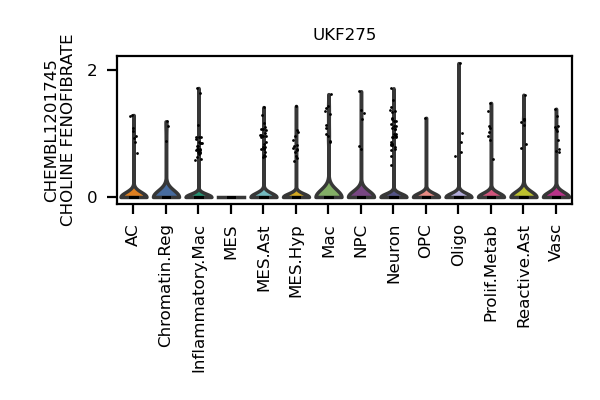 UKF275
CHEMBL1201745
CHOLINE FENOFIBRATE
2
0
AC
Chromatin.Reg
Inflammatory.Mac
MES
MES.Ast
MES.Hyp
Mac
NPC
Neuron
OPC
Oligo
Prolif.Metab
Reactive.Ast
Vasc